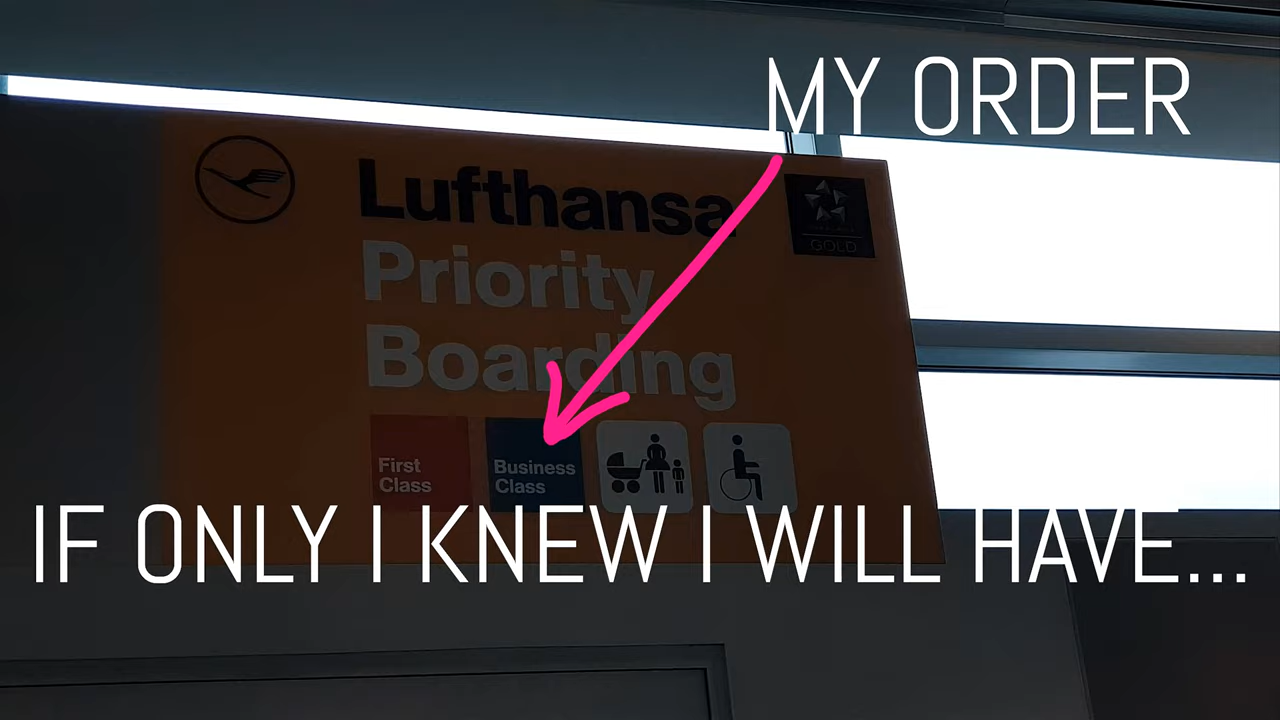 MY ORDER
Lufthansa
Priority
Boarding
GOLD
First
Class
Business
Class
IF ONLY I KNEW I WILL HAVE...